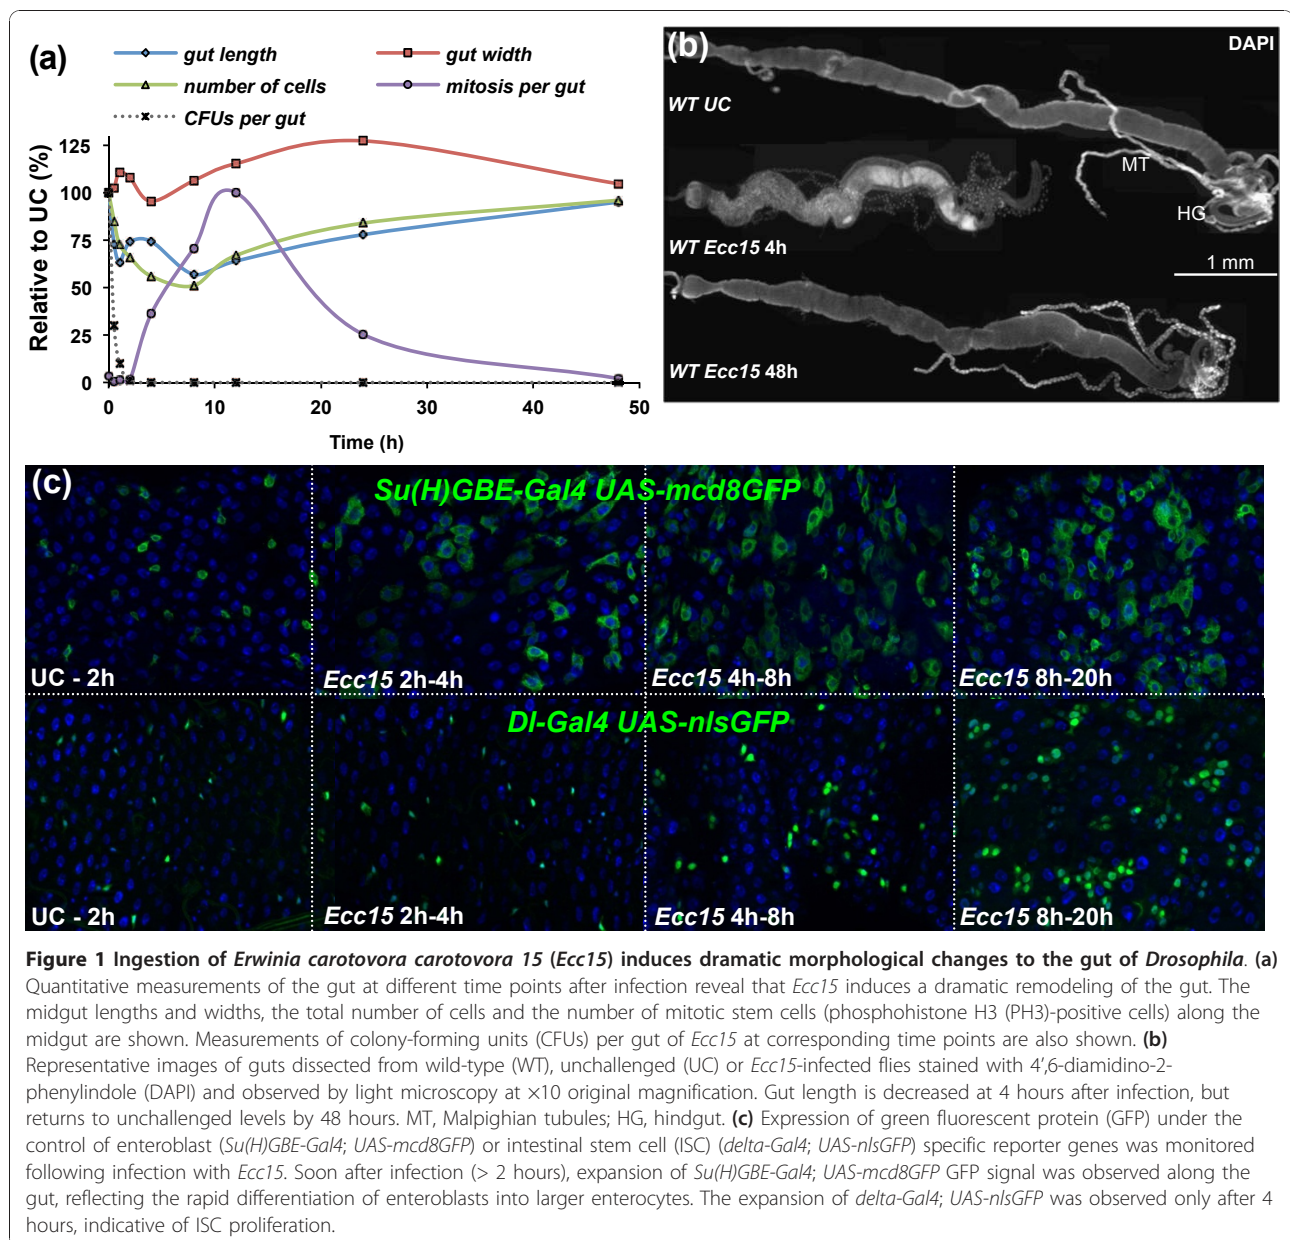 (a)
gut length
gut width
number of cells
mitosis per gut
CFUs per gut
Relative to UC (%)
125
100
75
50
25
0
0 10 20 30 40 50
Time (h)
(b)
DAPI
WT UC
MT
HG
WT Ecc15 4h
1 mm
WT Ecc15 48h
(c)
Su(H)GBE-Gal4 UAS-mcd8GFP
UC - 2h
Ecc15 2h-4h
Ecc15 4h-8h
Ecc15 8h-20h
Dl-Gal4 UAS-nlsGFP
UC - 2h
Ecc15 2h-4h
Ecc15 4h-8h
Ecc15 8h-20h
Figure 1 Ingestion of Erwinia carotovora carotovora 15 (Ecc15) induces dramatic morphological changes to the gut of Drosophila. (a)
Quantitative measurements of the gut at different time points after infection reveal that Ecc15 induces a dramatic remodeling of the gut. The
midgut lengths and widths, the total number of cells and the number of mitotic stem cells (phosphohistone H3 (PH3)-positive cells) along the
midgut are shown. Measurements of colony-forming units (CFUs) per gut of Ecc15 at corresponding time points are also shown. (b)
Representative images of guts dissected from wild-type (WT), unchallenged (UC) or Ecc15-infected flies stained with 4',6-diamidino-2-
phenylindole (DAPI) and observed by light microscopy at ×10 original magnification. Gut length is decreased at 4 hours after infection, but
returns to unchallenged levels by 48 hours. MT, Malpighian tubules; HG, hindgut. (c) Expression of green fluorescent protein (GFP) under the
control of enteroblast (Su(H)GBE-Gal4; UAS-mcd8GFP) or intestinal stem cell (ISC) (delta-Gal4; UAS-nlsGFP) specific reporter genes was monitored
following infection with Ecc15. Soon after infection (> 2 hours), expansion of Su(H)GBE-Gal4; UAS-mcd8GFP GFP signal was observed along the
gut, reflecting the rapid differentiation of enteroblasts into larger enterocytes. The expansion of delta-Gal4; UAS-nlsGFP was observed only after 4
hours, indicative of ISC proliferation.